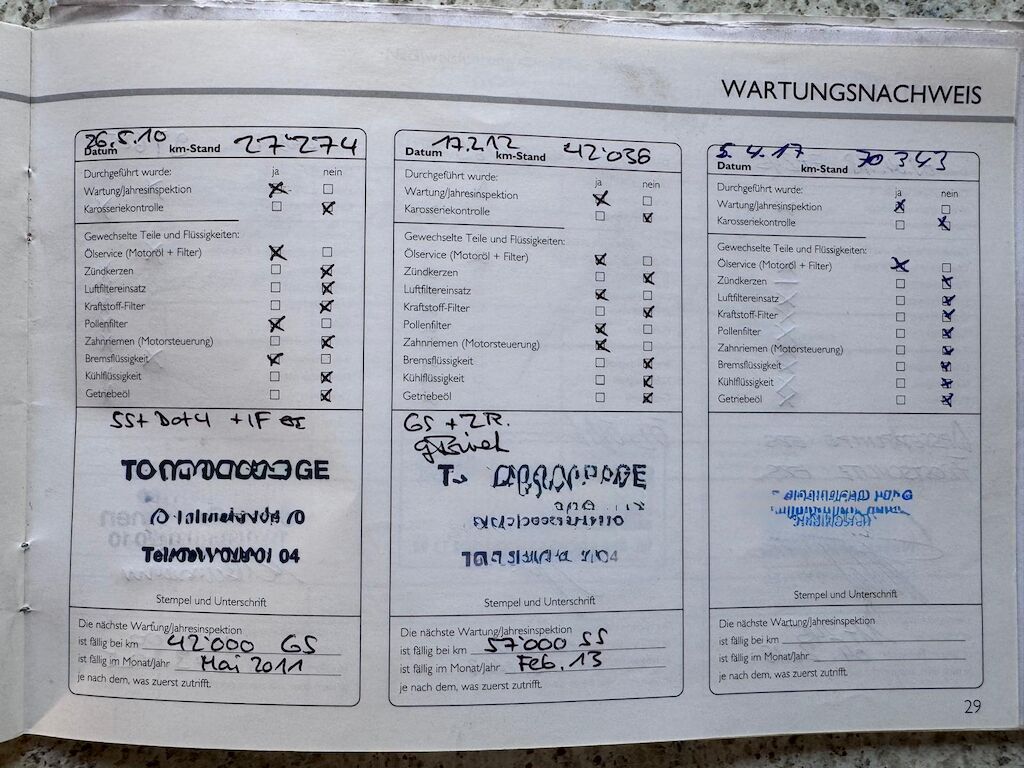 WARTUNGSNACHWEIS
26.5.10 27'274
Datum km-Stand
Durchgeführt wurde: ja nein
Wartung/Jahresinspektion
Karosseriekontrolle
Gewechselte Teile und Flüssigkeiten:
Ölservice (Motoröl + Filter)
Zündkerzen
Luftfiltereinsatz
Kraftstoff-Filter
Pollenfilter
Zahnriemen (Motorsteuerung)
Bremsflüssigkeit
Kühlflüssigkeit
Getriebeöl
SS + Dot 4 + IF
Stempel und Unterschrift
Die nächste Wartung/Jahresinspektion
ist fällig bei km 42'000 GS
ist fällig im Monat/Jahr Mai 2011
je nach dem, was zuerst zutrifft.
17.2.12 42'036
Datum km-Stand
Durchgeführt wurde: ja nein
Wartung/Jahresinspektion
Karosseriekontrolle
Gewechselte Teile und Flüssigkeiten:
Ölservice (Motoröl + Filter)
Zündkerzen
Luftfiltereinsatz
Kraftstoff-Filter
Pollenfilter
Zahnriemen (Motorsteuerung)
Bremsflüssigkeit
Kühlflüssigkeit
Getriebeöl
GS + ZR.
Stempel und Unterschrift
Die nächste Wartung/Jahresinspektion
ist fällig bei km 57'000 SS
ist fällig im Monat/Jahr Feb. 13
je nach dem, was zuerst zutrifft.
5.4.17 70343
Datum km-Stand
Durchgeführt wurde: ja nein
Wartung/Jahresinspektion
Karosseriekontrolle
Gewechselte Teile und Flüssigkeiten:
Ölservice (Motoröl + Filter)
Zündkerzen
Luftfiltereinsatz
Kraftstoff-Filter
Pollenfilter
Zahnriemen (Motorsteuerung)
Bremsflüssigkeit
Kühlflüssigkeit
Getriebeöl
Stempel und Unterschrift
Die nächste Wartung/Jahresinspektion
ist fällig bei km
ist fällig im Monat/Jahr
je nach dem, was zuerst zutrifft.
29